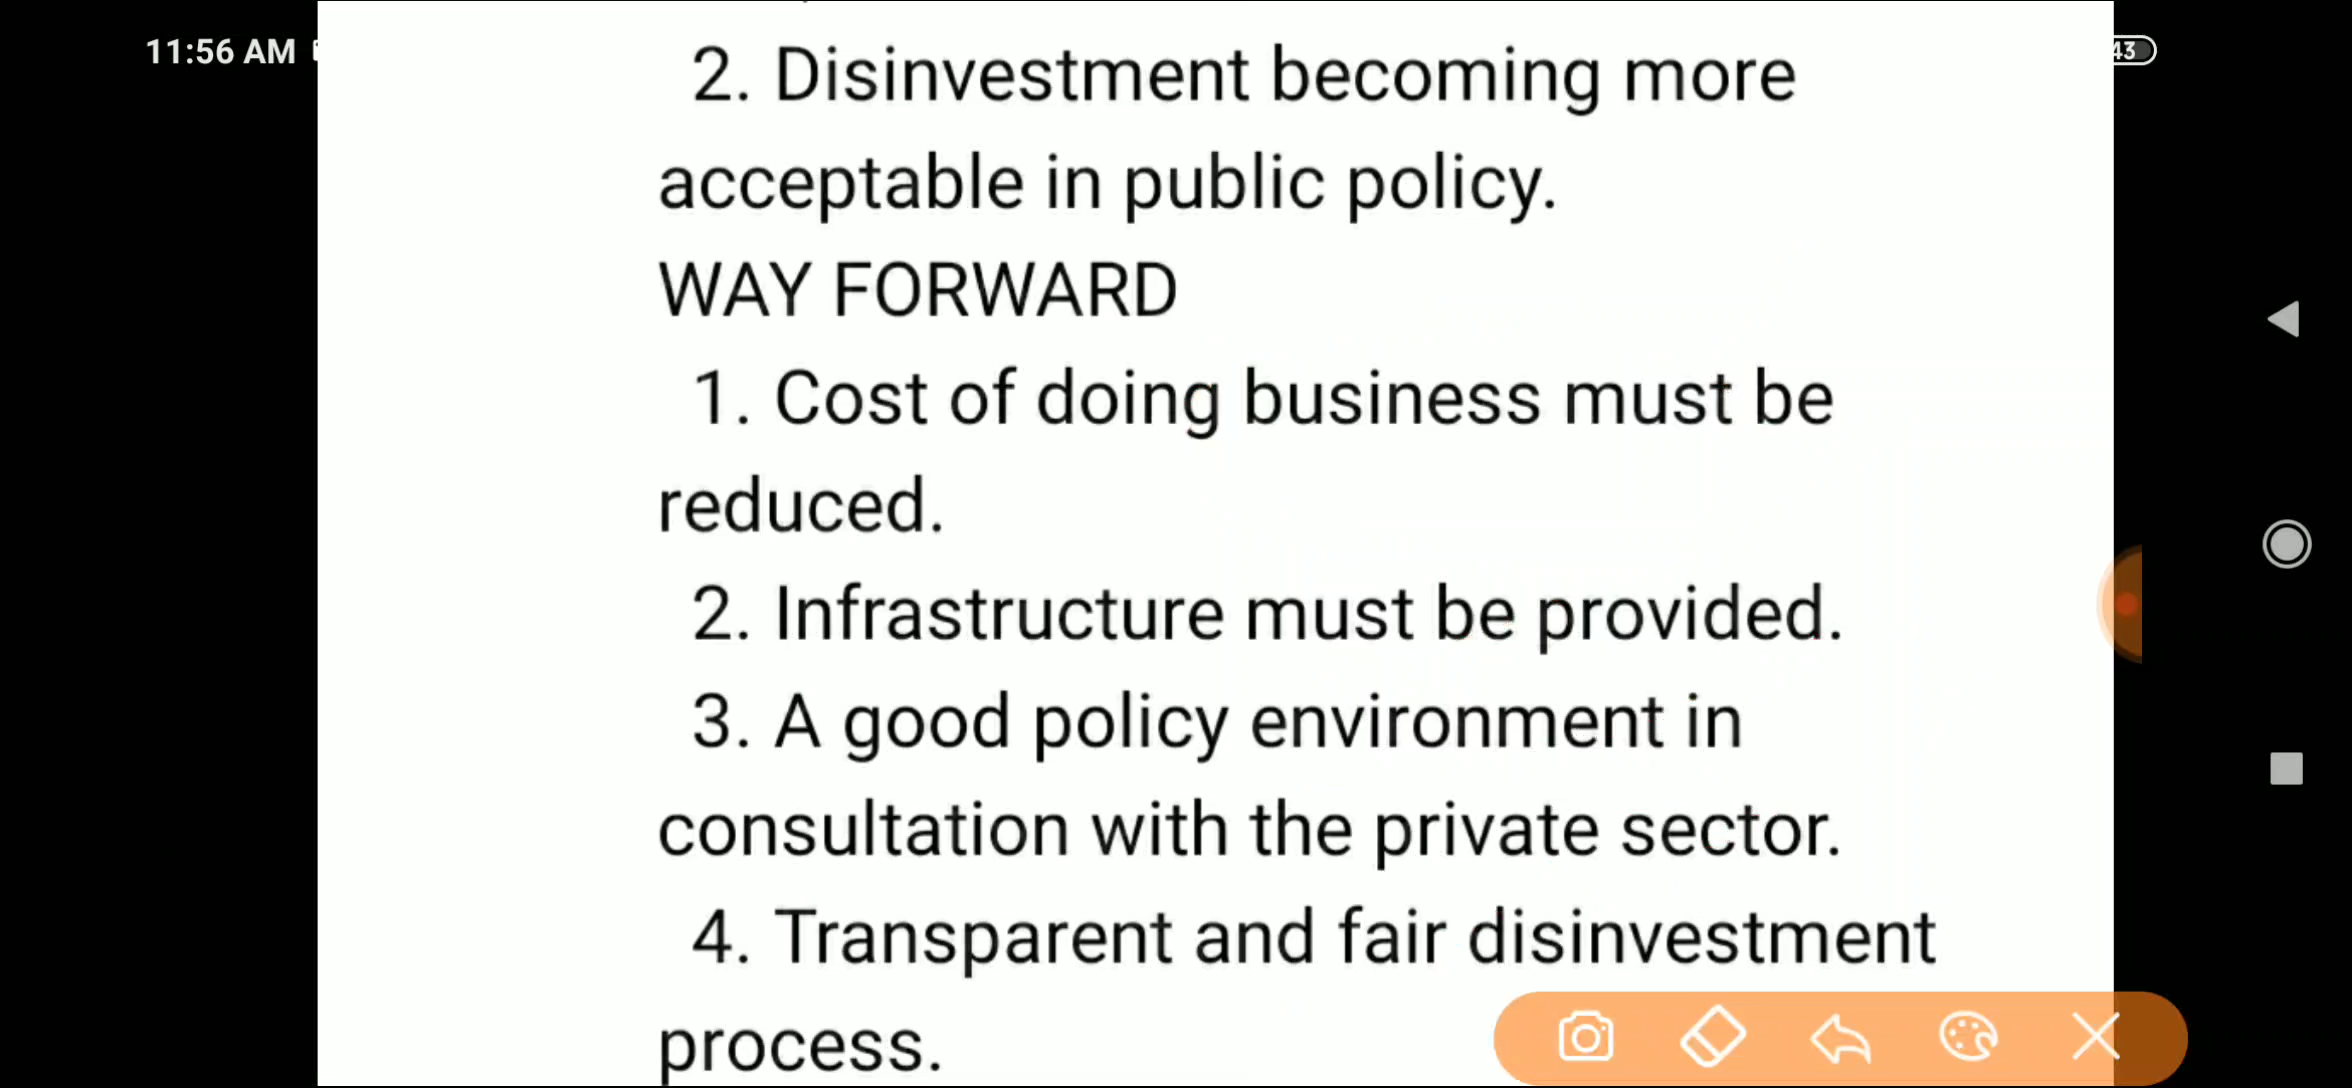 11:56 AM
43
2. Disinvestment becoming more
acceptable in public policy.
WAY FORWARD
1. Cost of doing business must be
reduced.
2. Infrastructure must be provided.
3. A good policy environment in
consultation with the private sector.
4. Transparent and fair disinvestment
process.